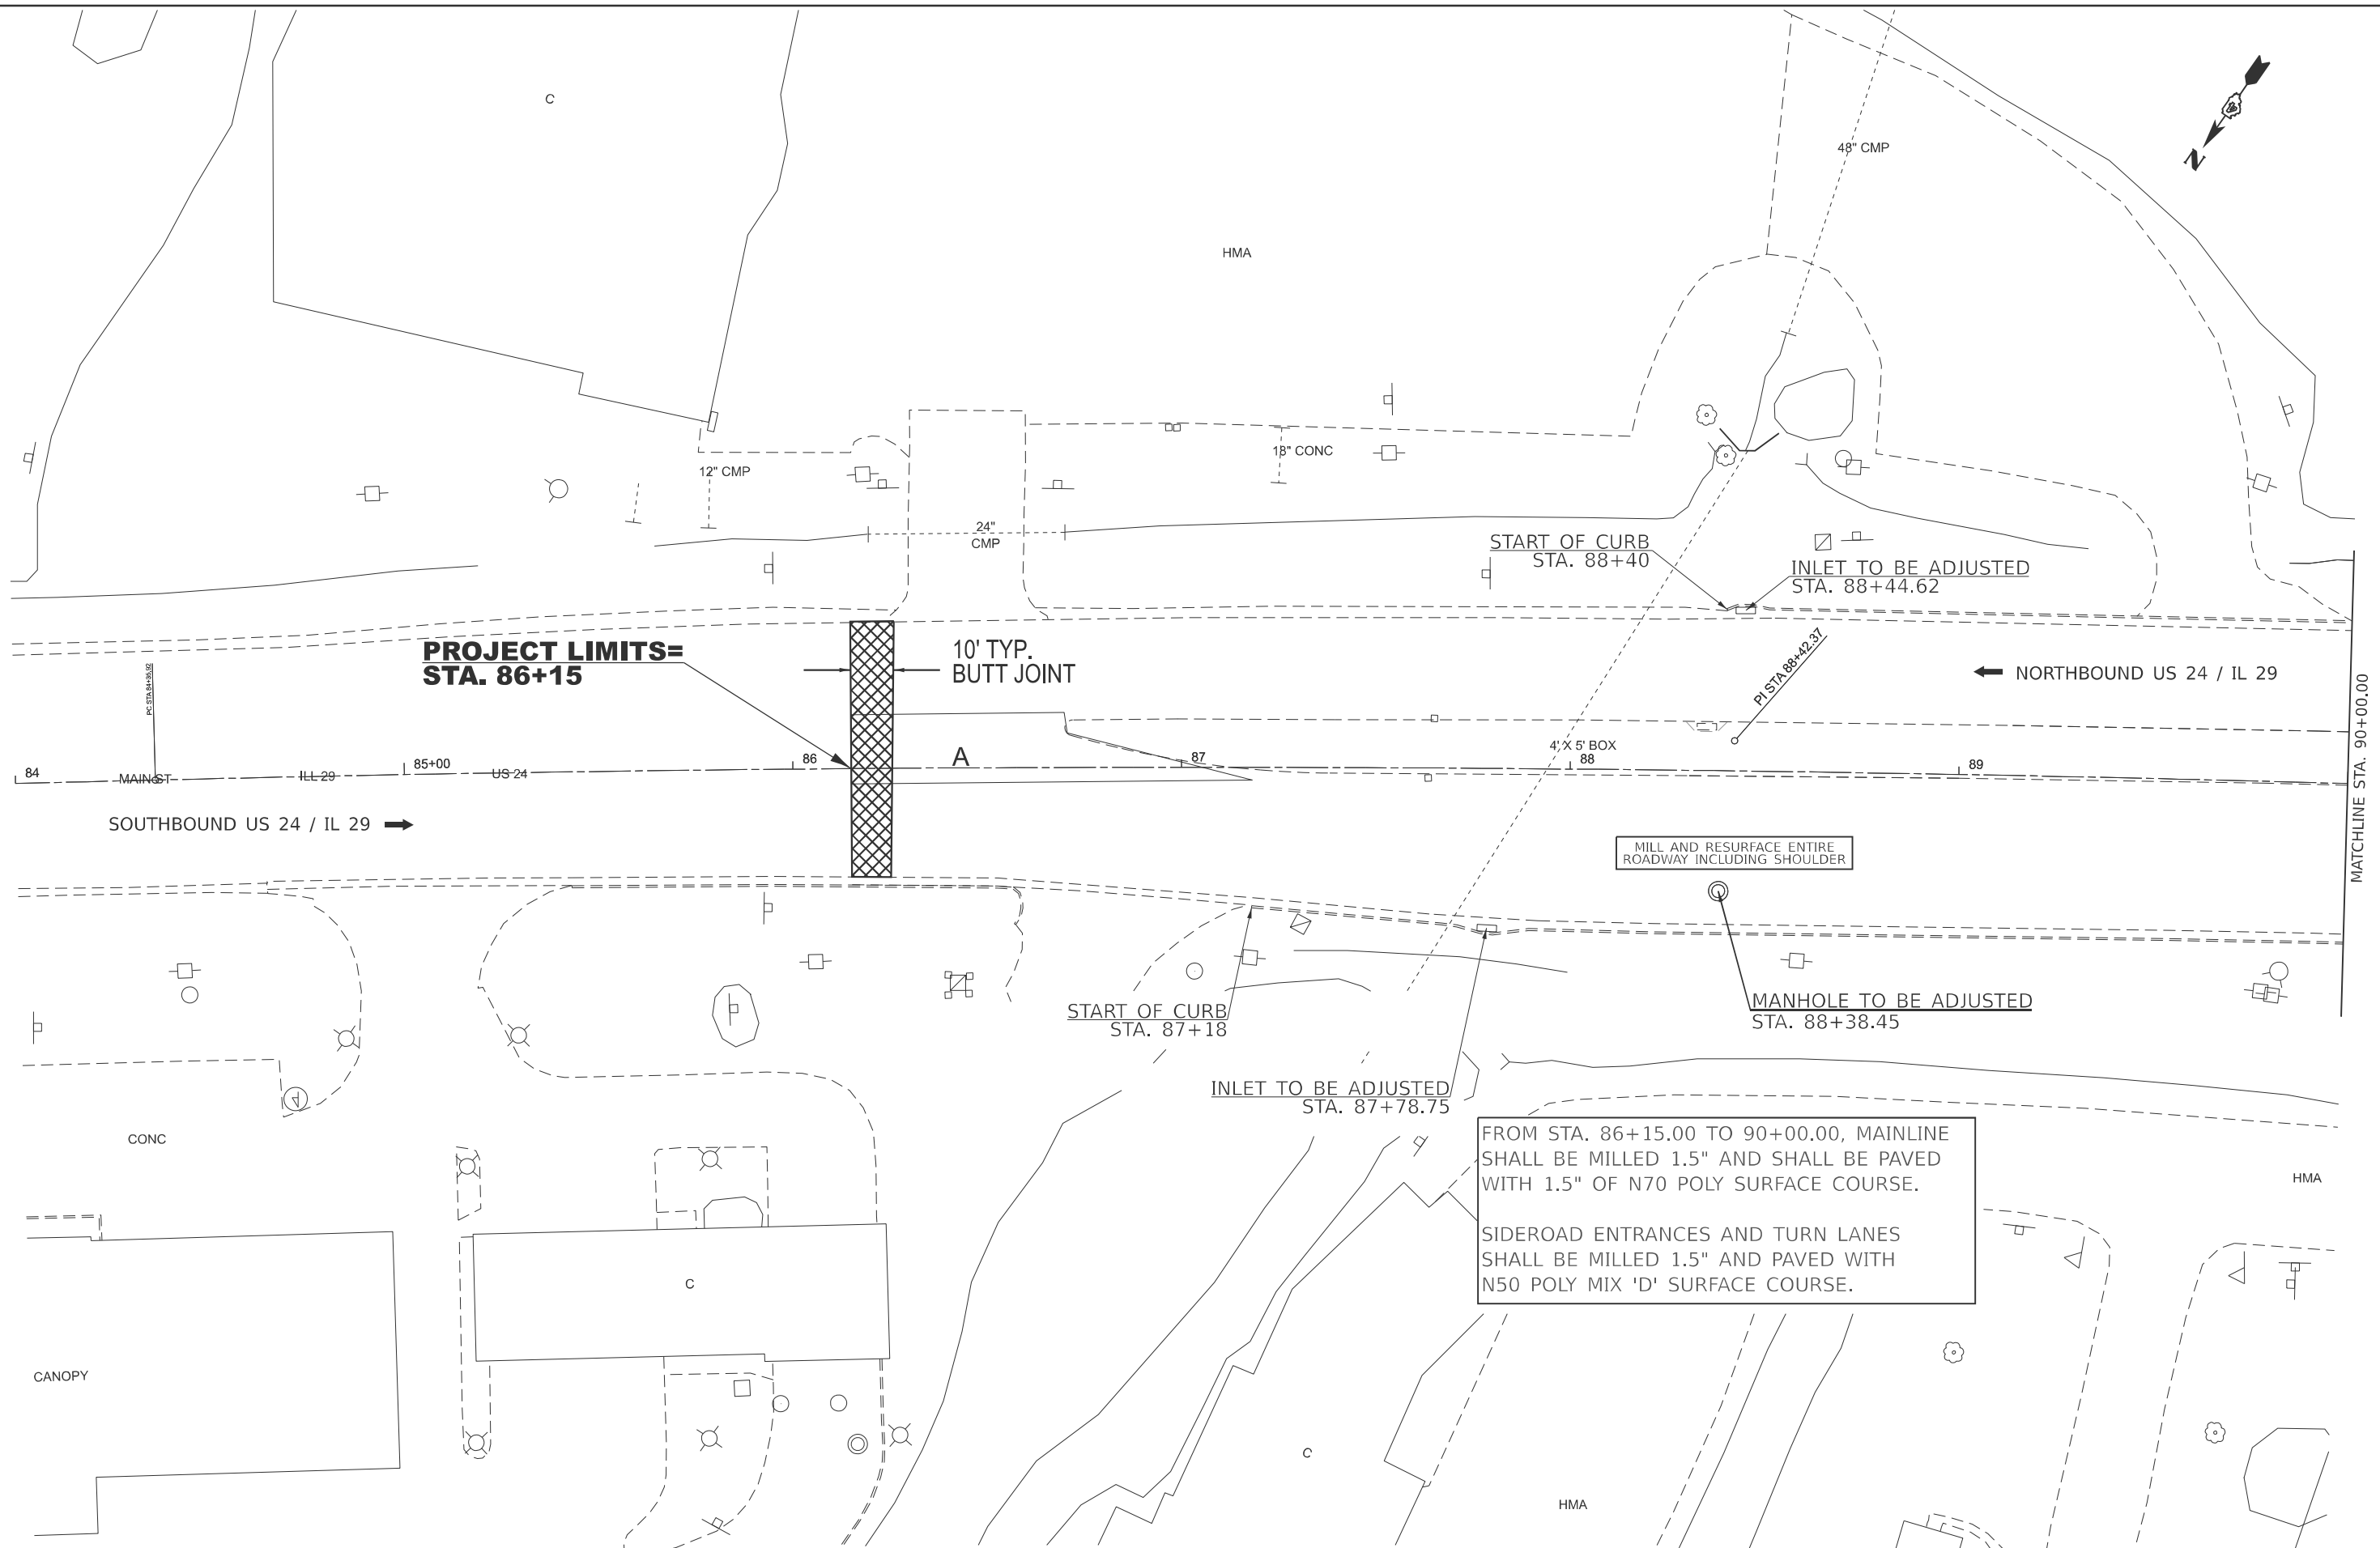 C
48" CMP
N
HMA
12" CMP
18" CONC
24"
CMP
START OF CURB
STA. 88+40
INLET TO BE ADJUSTED
STA. 88+44.62
PROJECT LIMITS=
STA. 86+15
10' TYP.
BUTT JOINT
PI STA 88+42.37
NORTHBOUND US 24 / IL 29
MATCHLINE STA. 90+00.00
84
MAIN ST
ILL 29
85+00
US 24
86
A
87
4' X 5' BOX
88
89
SOUTHBOUND US 24 / IL 29
MILL AND RESURFACE ENTIRE
ROADWAY INCLUDING SHOULDER
START OF CURB
STA. 87+18
MANHOLE TO BE ADJUSTED
STA. 88+38.45
INLET TO BE ADJUSTED
STA. 87+78.75
CONC
FROM STA. 86+15.00 TO 90+00.00, MAINLINE
SHALL BE MILLED 1.5" AND SHALL BE PAVED
WITH 1.5" OF N70 POLY SURFACE COURSE.
SIDEROAD ENTRANCES AND TURN LANES
SHALL BE MILLED 1.5" AND PAVED WITH
N50 POLY MIX 'D' SURFACE COURSE.
HMA
C
CANOPY
C
HMA